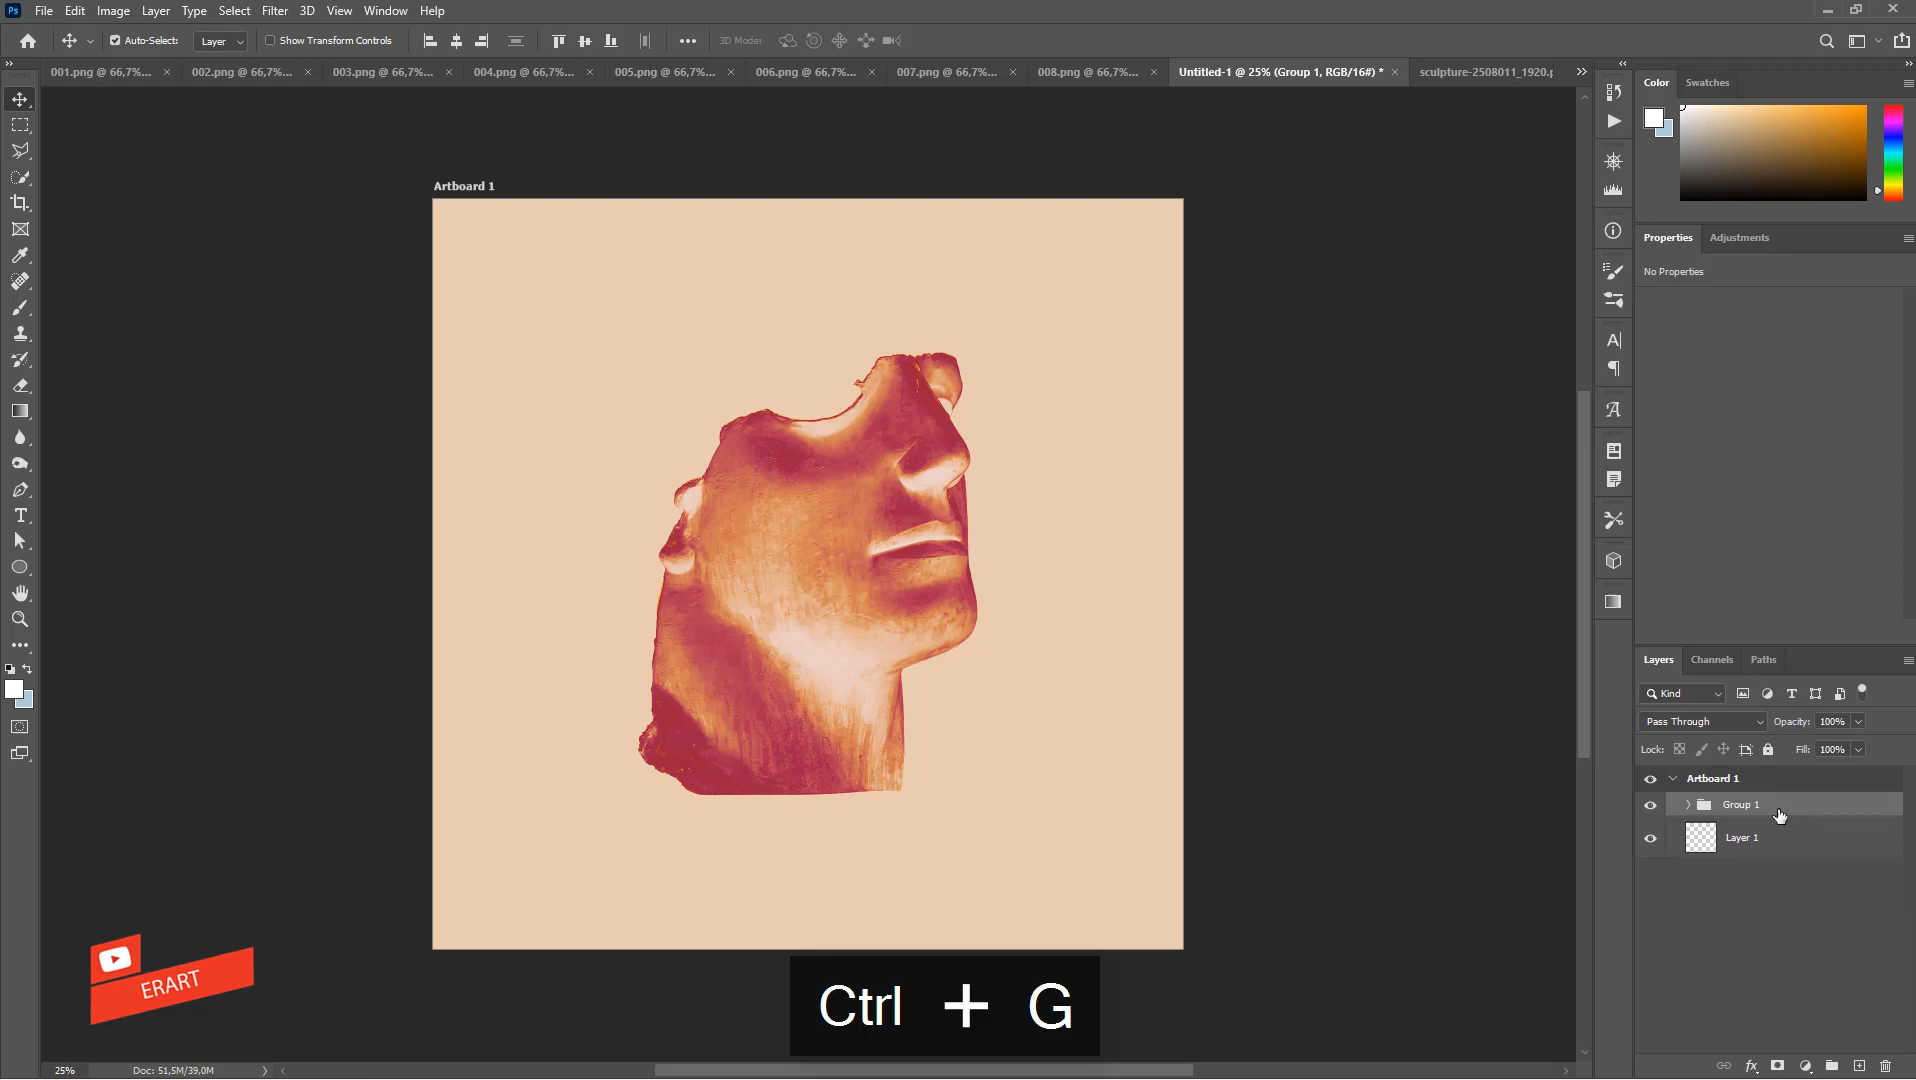 Ps File Edit Image Layer Type Select Filter 3D View Window Help
Auto-Select: Layer Show Transform Controls 3D Mode:
001.png @ 66,7%... × 002.png @ 66,7%... × 003.png @ 66,7%... × 004.png @ 66,7%... × 005.png @ 66,7%... × 006.png @ 66,7%... × 007.png @ 66,7%... × 008.png @ 66,7%... × Untitled-1 @ 25% (Group 1, RGB/16#) * × sculpture-2508011_1920.p
Color Swatches
Artboard 1
Properties Adjustments
No Properties
Layers Channels Paths
Kind
Pass Through Opacity: 100%
Lock: Fill: 100%
Artboard 1
Group 1
Layer 1
ERART
Ctrl + G
25% Doc: 51,5M/39,0M